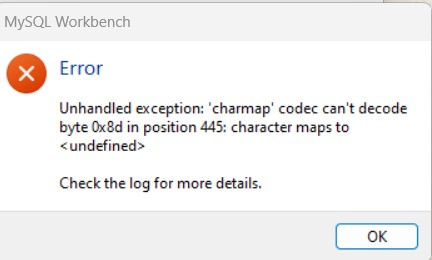 MySQL Workbench
Error
Unhandled exception: 'charmap' codec can't decode
byte 0x8d in position 445: character maps to
<undefined>
Check the log for more details.
OK